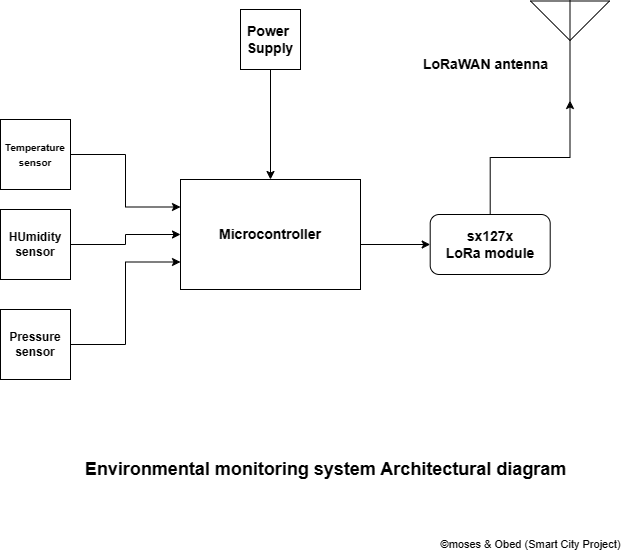 Power
Supply
LoRaWAN antenna
Temperature
sensor
HUmidity
sensor
Microcontroller
sx127x
LoRa module
Pressure
sensor
Environmental monitoring system Architectural diagram
©moses & Obed (Smart City Project)